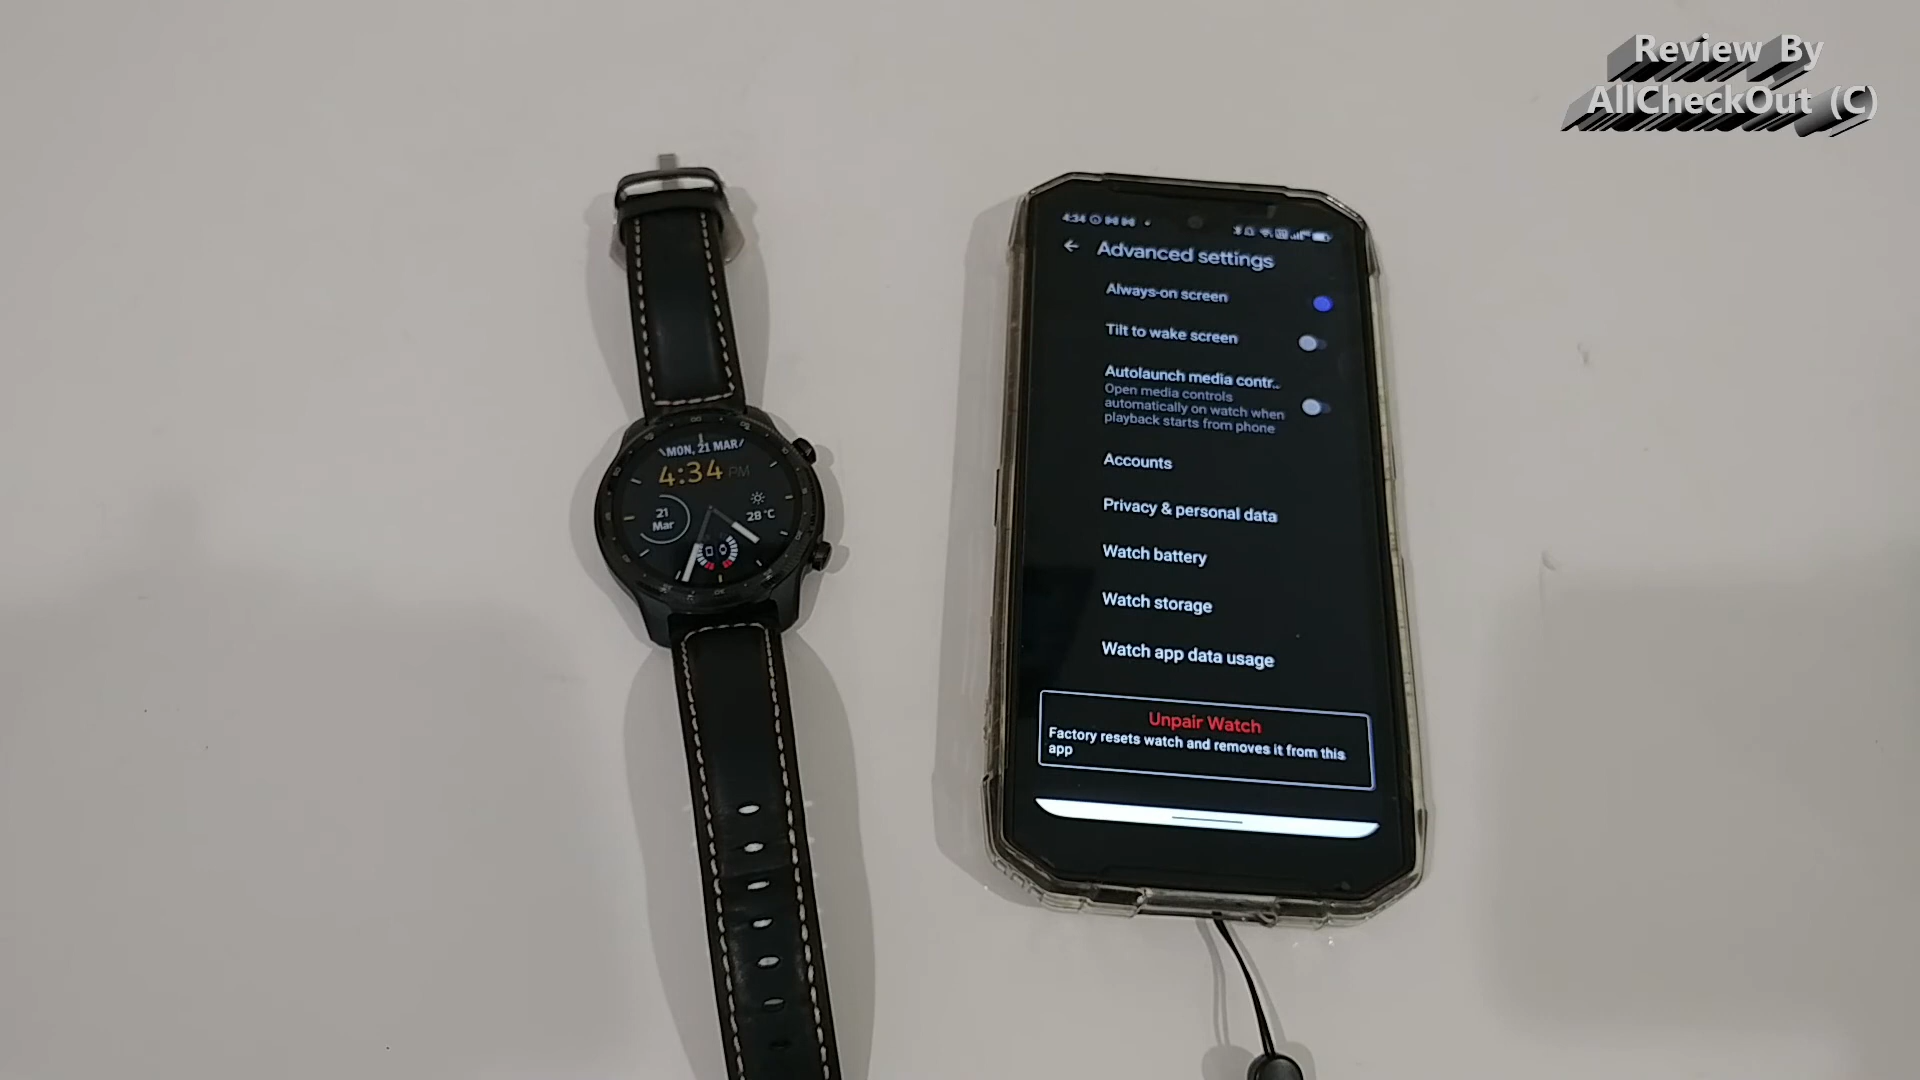 Review By
AllCheckOut (C)
MON, 21 MAR
4:34 PM
21
Mar
28°C
4:34
Advanced settings
Always-on screen
Tilt to wake screen
Autolaunch media contr..
Open media controls
automatically on watch when
playback starts from phone
Accounts
Privacy & personal data
Watch battery
Watch storage
Watch app data usage
Unpair Watch
Factory resets watch and removes it from this
app